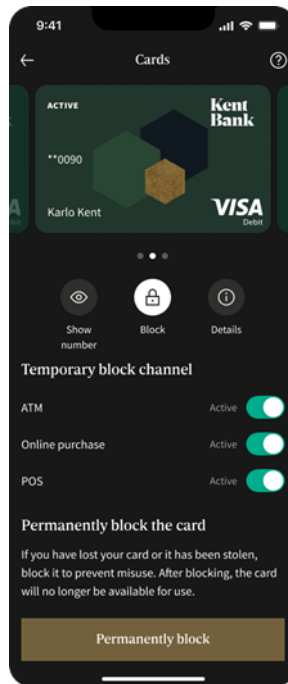 9:41
Cards
ACTIVE
Kent
Bank
**0090
Karlo Kent
VISA
Debit
Show
number
Block
Details
Temporary block channel
ATM
Active
Online purchase
Active
POS
Active
Permanently block the card
If you have lost your card or it has been stolen,
block it to prevent misuse. After blocking, the card
will no longer be available for use.
Permanently block